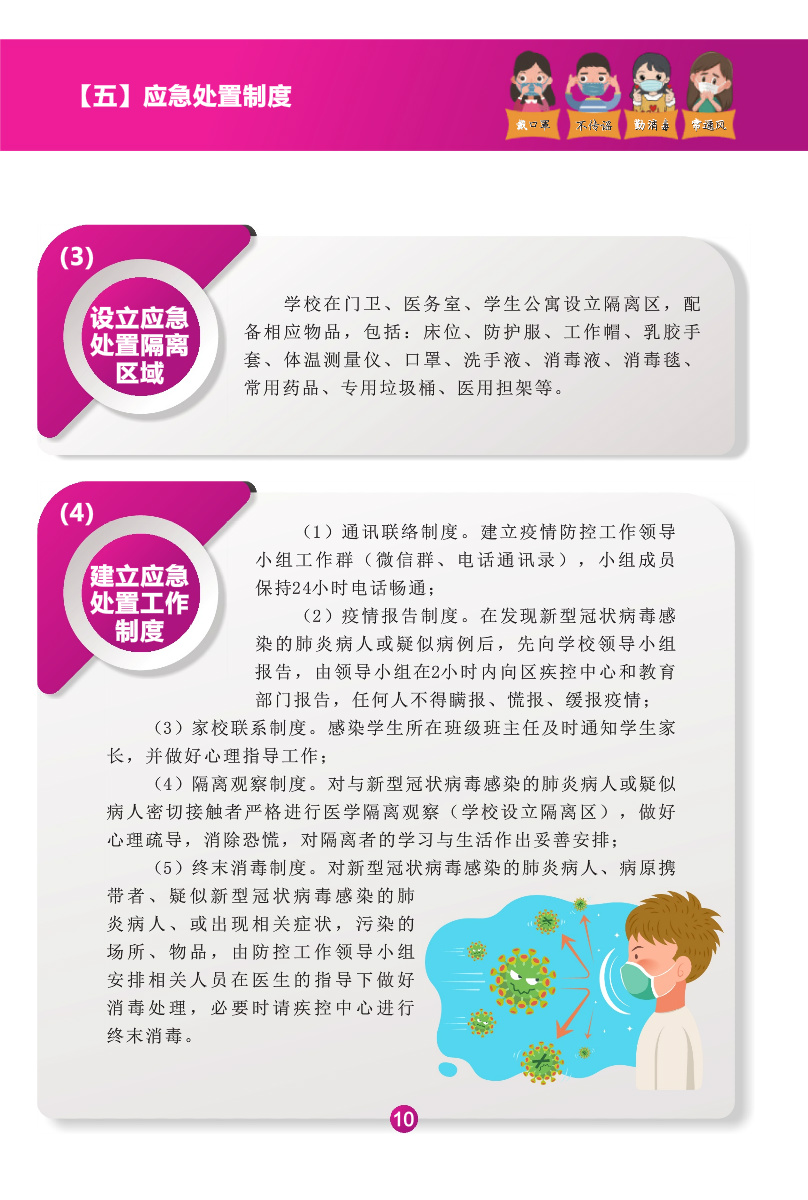 【五】应急处置制度
戴口罩
不传谣
勤消毒
常通风
(3)
设立应急
处置隔离
区域
学校在门卫、医务室、学生公寓设立隔离区，配
备相应物品，包括：床位、防护服、工作帽、乳胶手
套、体温测量仪、口罩、洗手液、消毒液、消毒毯、
常用药品、专用垃圾桶、医用担架等。
(4)
建立应急
处置工作
制度
（1）通讯联络制度。建立疫情防控工作领导
小组工作群（微信群、电话通讯录），小组成员
保持24小时电话畅通；
（2）疫情报告制度。在发现新型冠状病毒感
染的肺炎病人或疑似病例后，先向学校领导小组
报告，由领导小组在2小时内向区疾控中心和教育
部门报告，任何人不得瞒报、慌报、缓报疫情；
（3）家校联系制度。感染学生所在班级班主任及时通知学生家
长，并做好心理指导工作；
（4）隔离观察制度。对与新型冠状病毒感染的肺炎病人或疑似
病人密切接触者严格进行医学隔离观察（学校设立隔离区），做好
心理疏导，消除恐慌，对隔离者的学习与生活作出妥善安排；
（5）终末消毒制度。对新型冠状病毒感染的肺炎病人、病原携
带者、疑似新型冠状病毒感染的肺
炎病人、或出现相关症状，污染的
场所、物品，由防控工作领导小组
安排相关人员在医生的指导下做好
消毒处理，必要时请疾控中心进行
终末消毒。
10